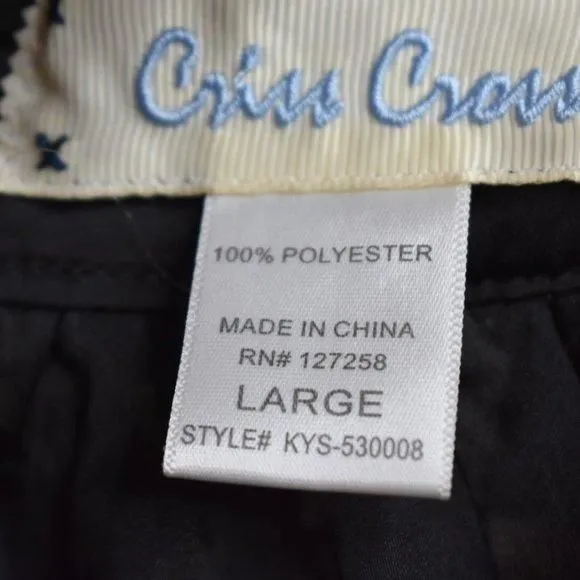 Criss Cross
100% POLYESTER
MADE IN CHINA
RN# 127258
LARGE
STYLE# KYS-530008